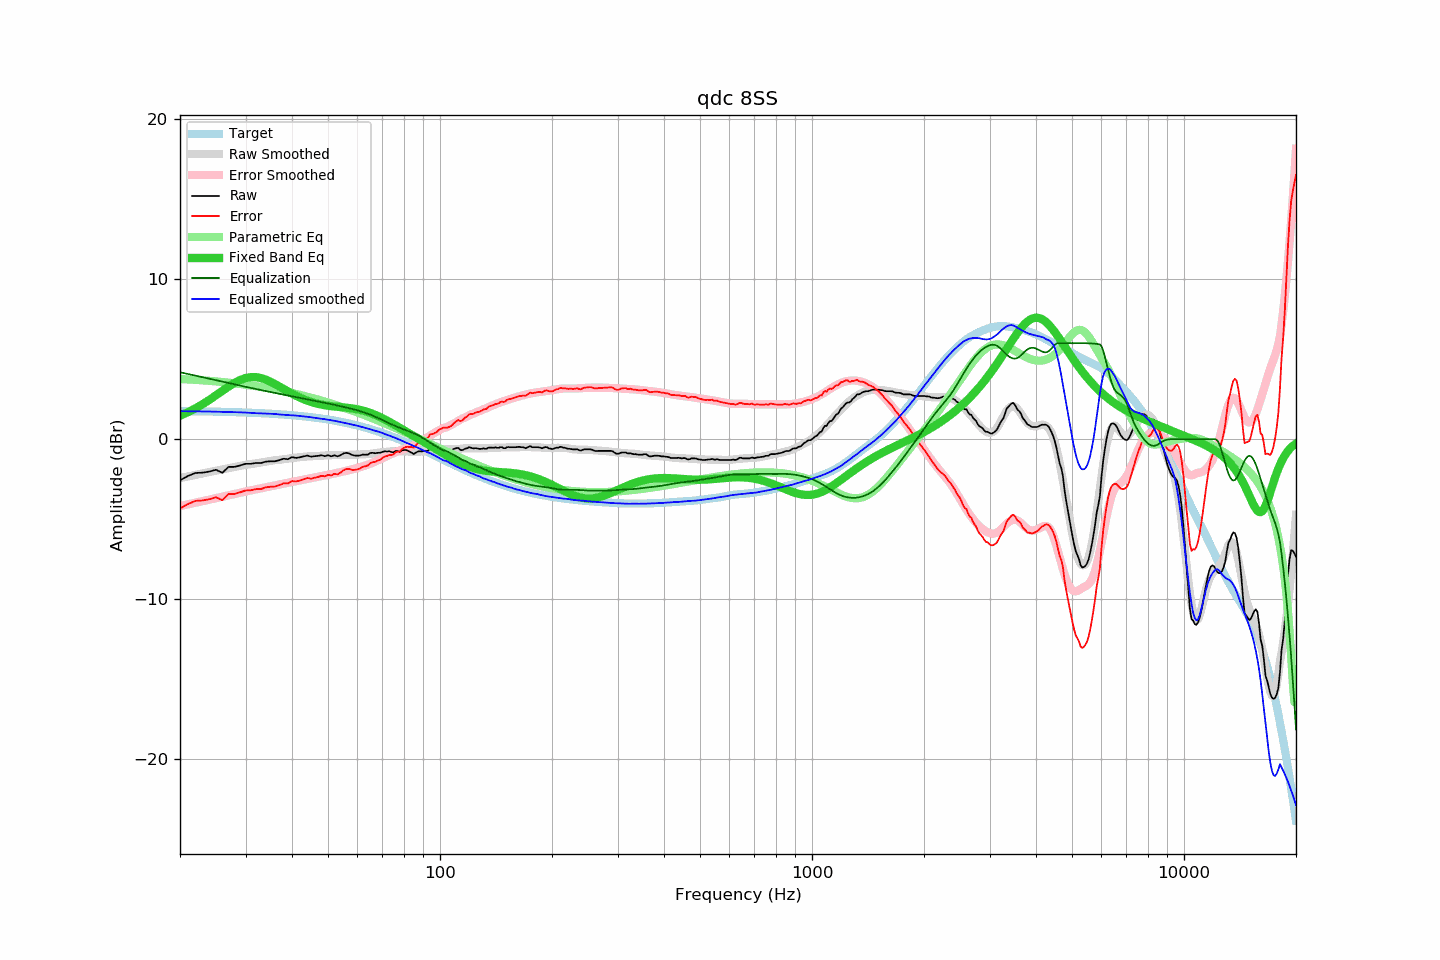 qdc 8SS
Target
Raw Smoothed
Error Smoothed
Raw
Error
Parametric Eq
Fixed Band Eq
Equalization
Equalized smoothed
20
10
0
−10
−20
Amplitude (dBr)
100
1000
10000
Frequency (Hz)